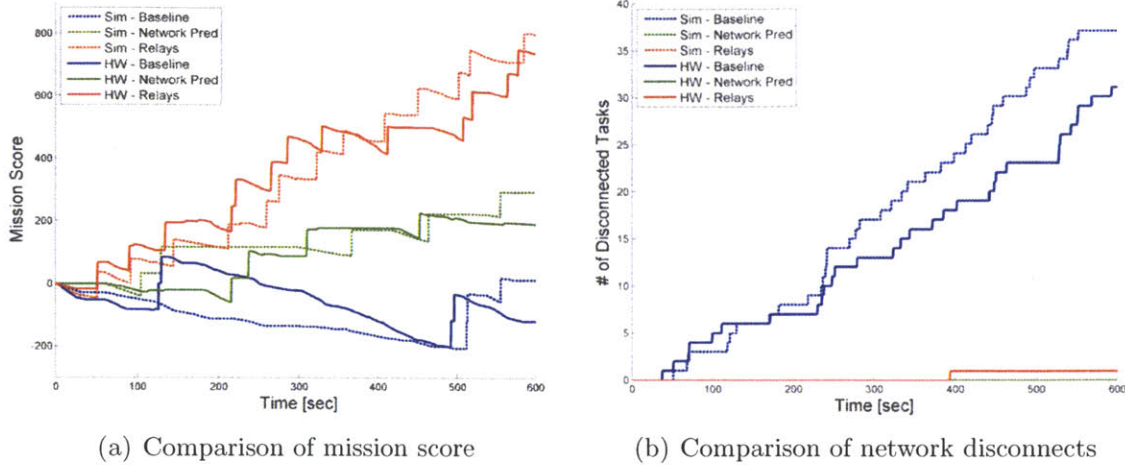 Sim - Baseline
Sim - Network Pred
Sim - Relays
HW - Baseline
HW - Network Pred
HW - Relays
800
600
400
200
0
-200
0 100 200 300 400 500 600
Mission Score
Time [sec]
(a) Comparison of mission score
Sim - Baseline
Sim - Network Pred
Sim - Relays
HW - Baseline
HW - Network Pred
HW - Relays
40
35
30
25
20
15
10
5
0
0 100 200 300 400 500 600
# of Disconnected Tasks
Time [sec]
(b) Comparison of network disconnects